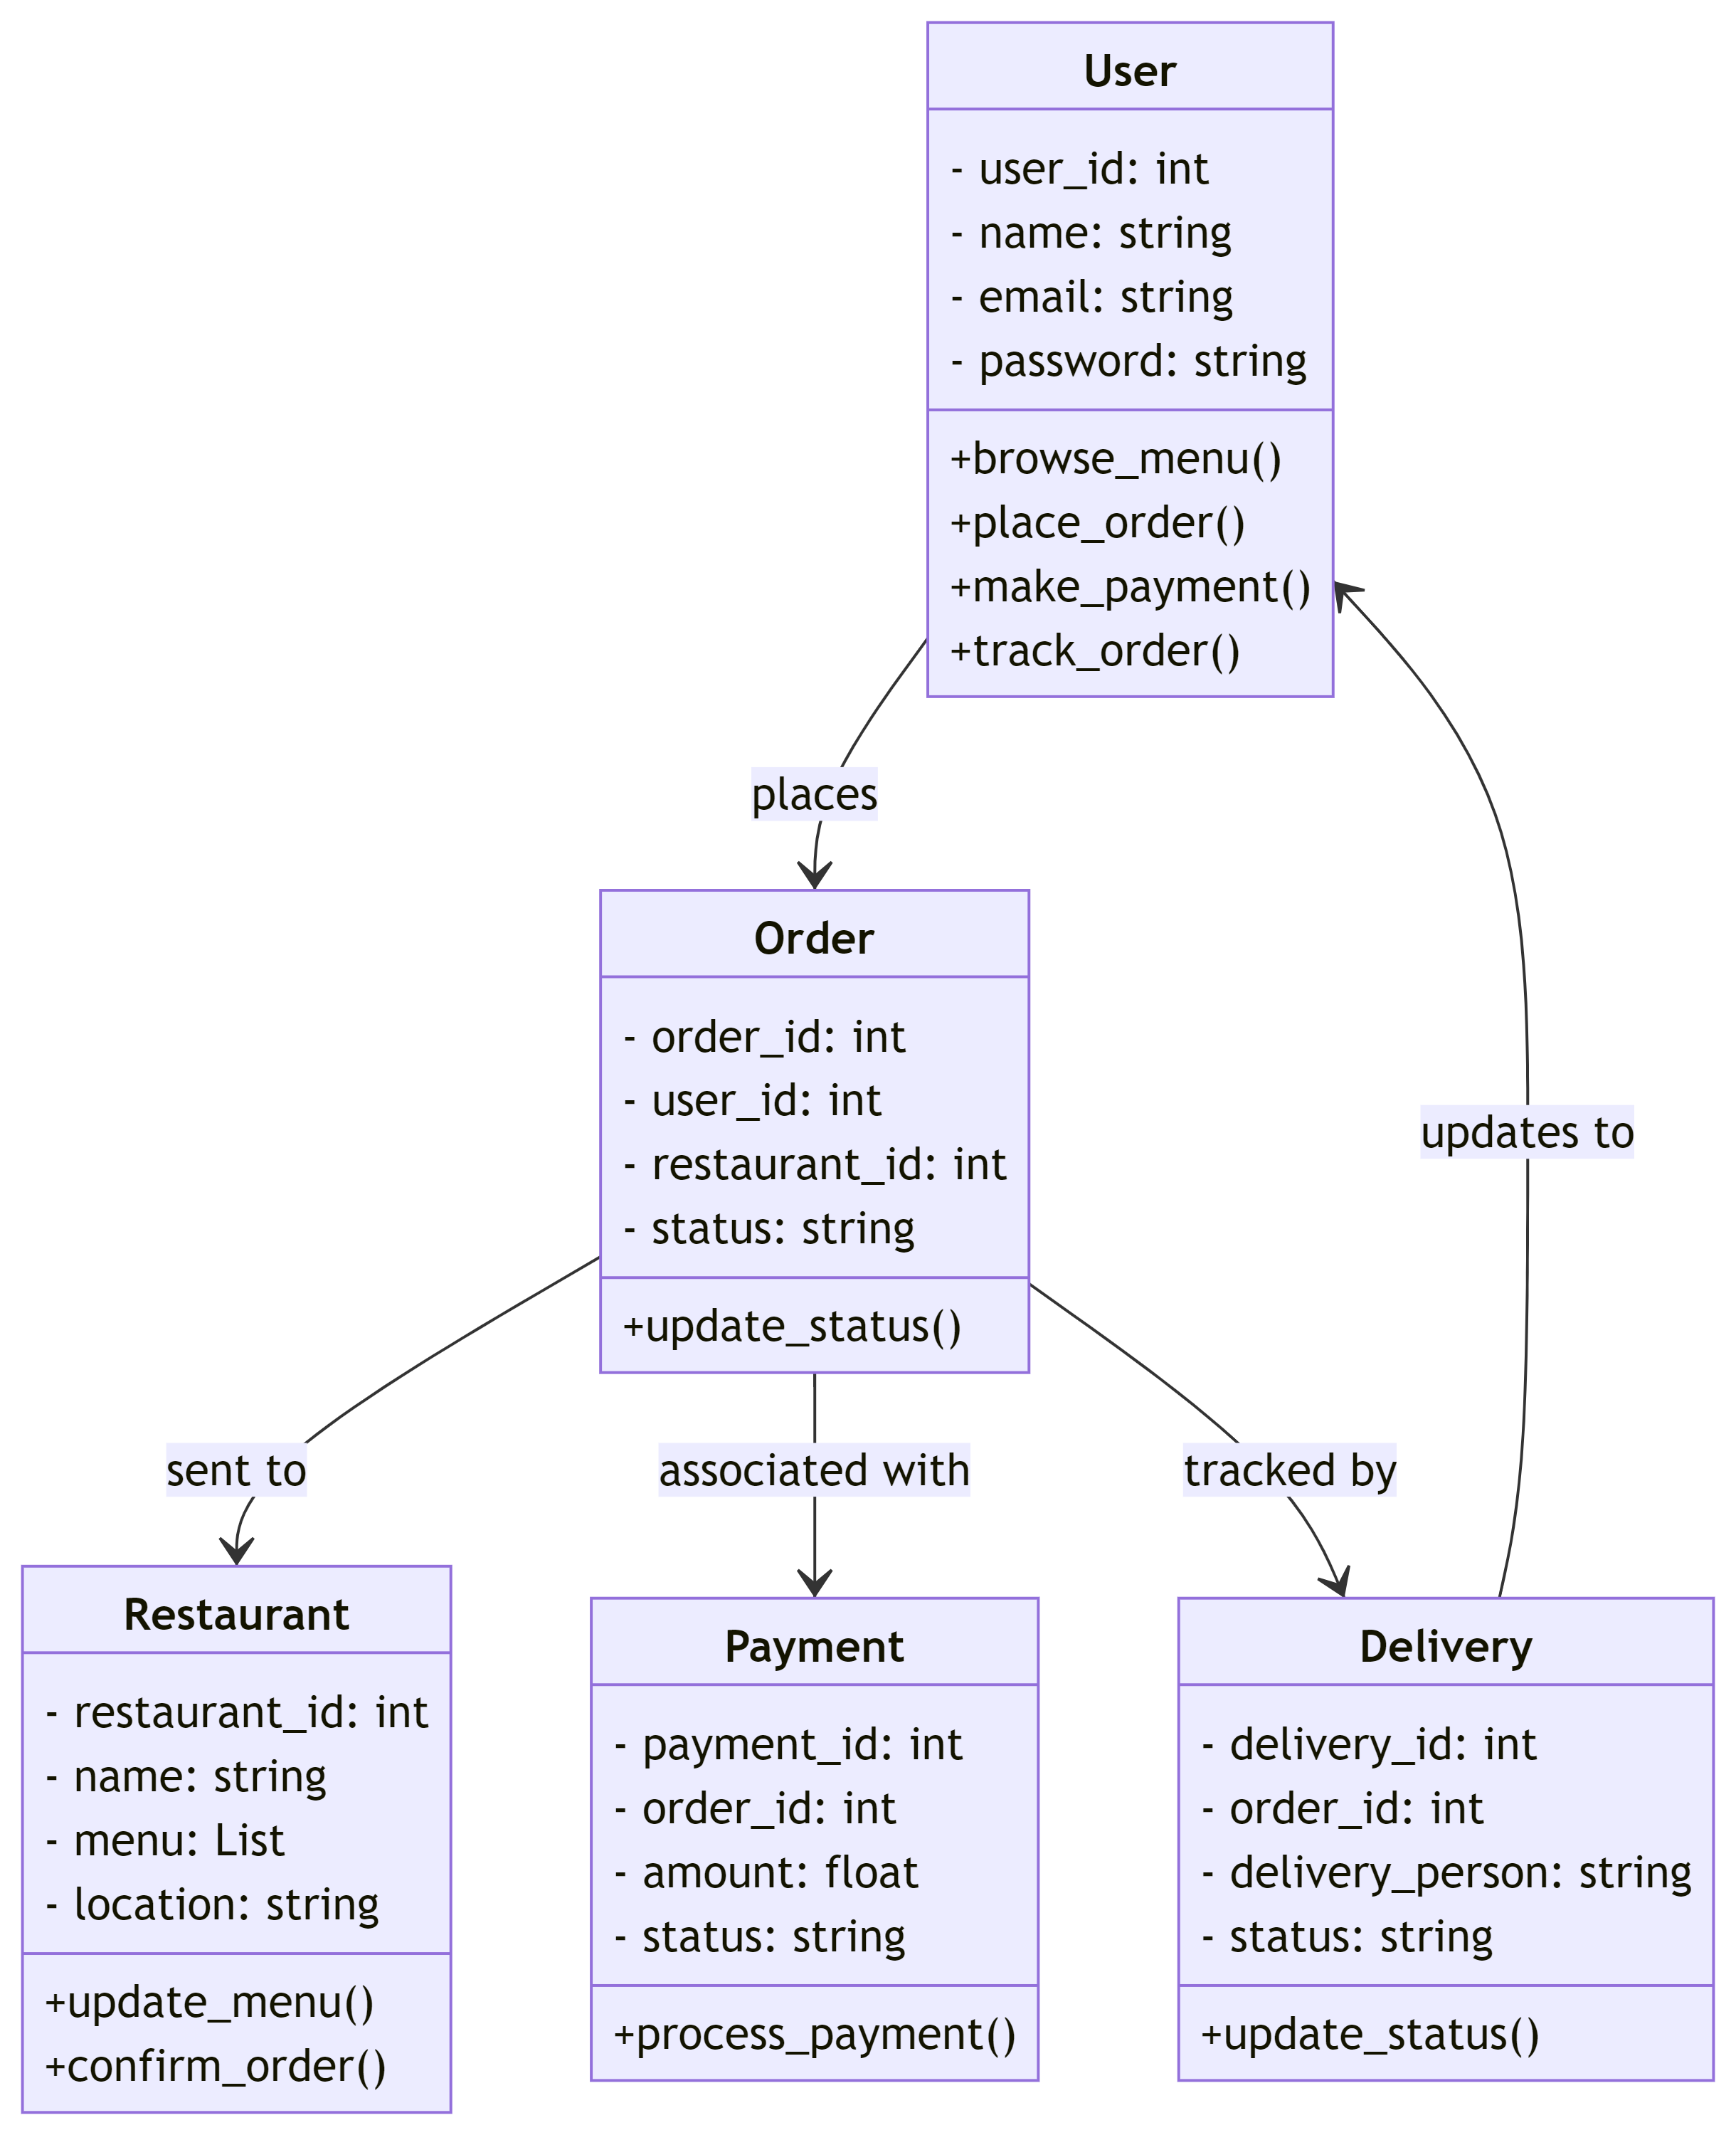 User
- user_id: int
- name: string
- email: string
- password: string
+browse_menu()
+place_order()
+make_payment()
+track_order()
places
Order
- order_id: int
- user_id: int
- restaurant_id: int
- status: string
+update_status()
updates to
sent to
associated with
tracked by
Restaurant
- restaurant_id: int
- name: string
- menu: List
- location: string
+update_menu()
+confirm_order()
Payment
- payment_id: int
- order_id: int
- amount: float
- status: string
+process_payment()
Delivery
- delivery_id: int
- order_id: int
- delivery_person: string
- status: string
+update_status()